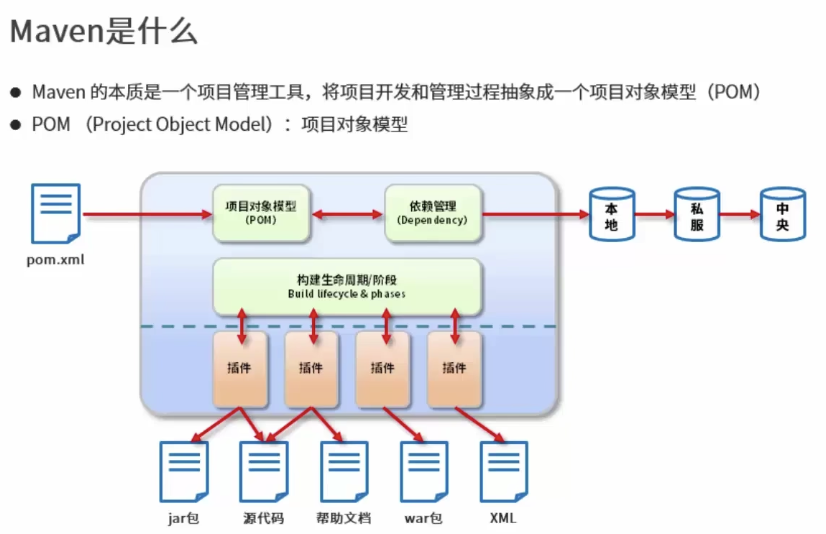 Maven是什么
● Maven 的本质是一个项目管理工具，将项目开发和管理过程抽象成一个项目对象模型（POM）
● POM （Project Object Model）：项目对象模型
pom.xml
项目对象模型
（POM）
依赖管理
（Dependency）
本地
私服
中央
构建生命周期/阶段
Build lifecycle & phases
插件
插件
插件
插件
jar包
源代码
帮助文档
war包
XML